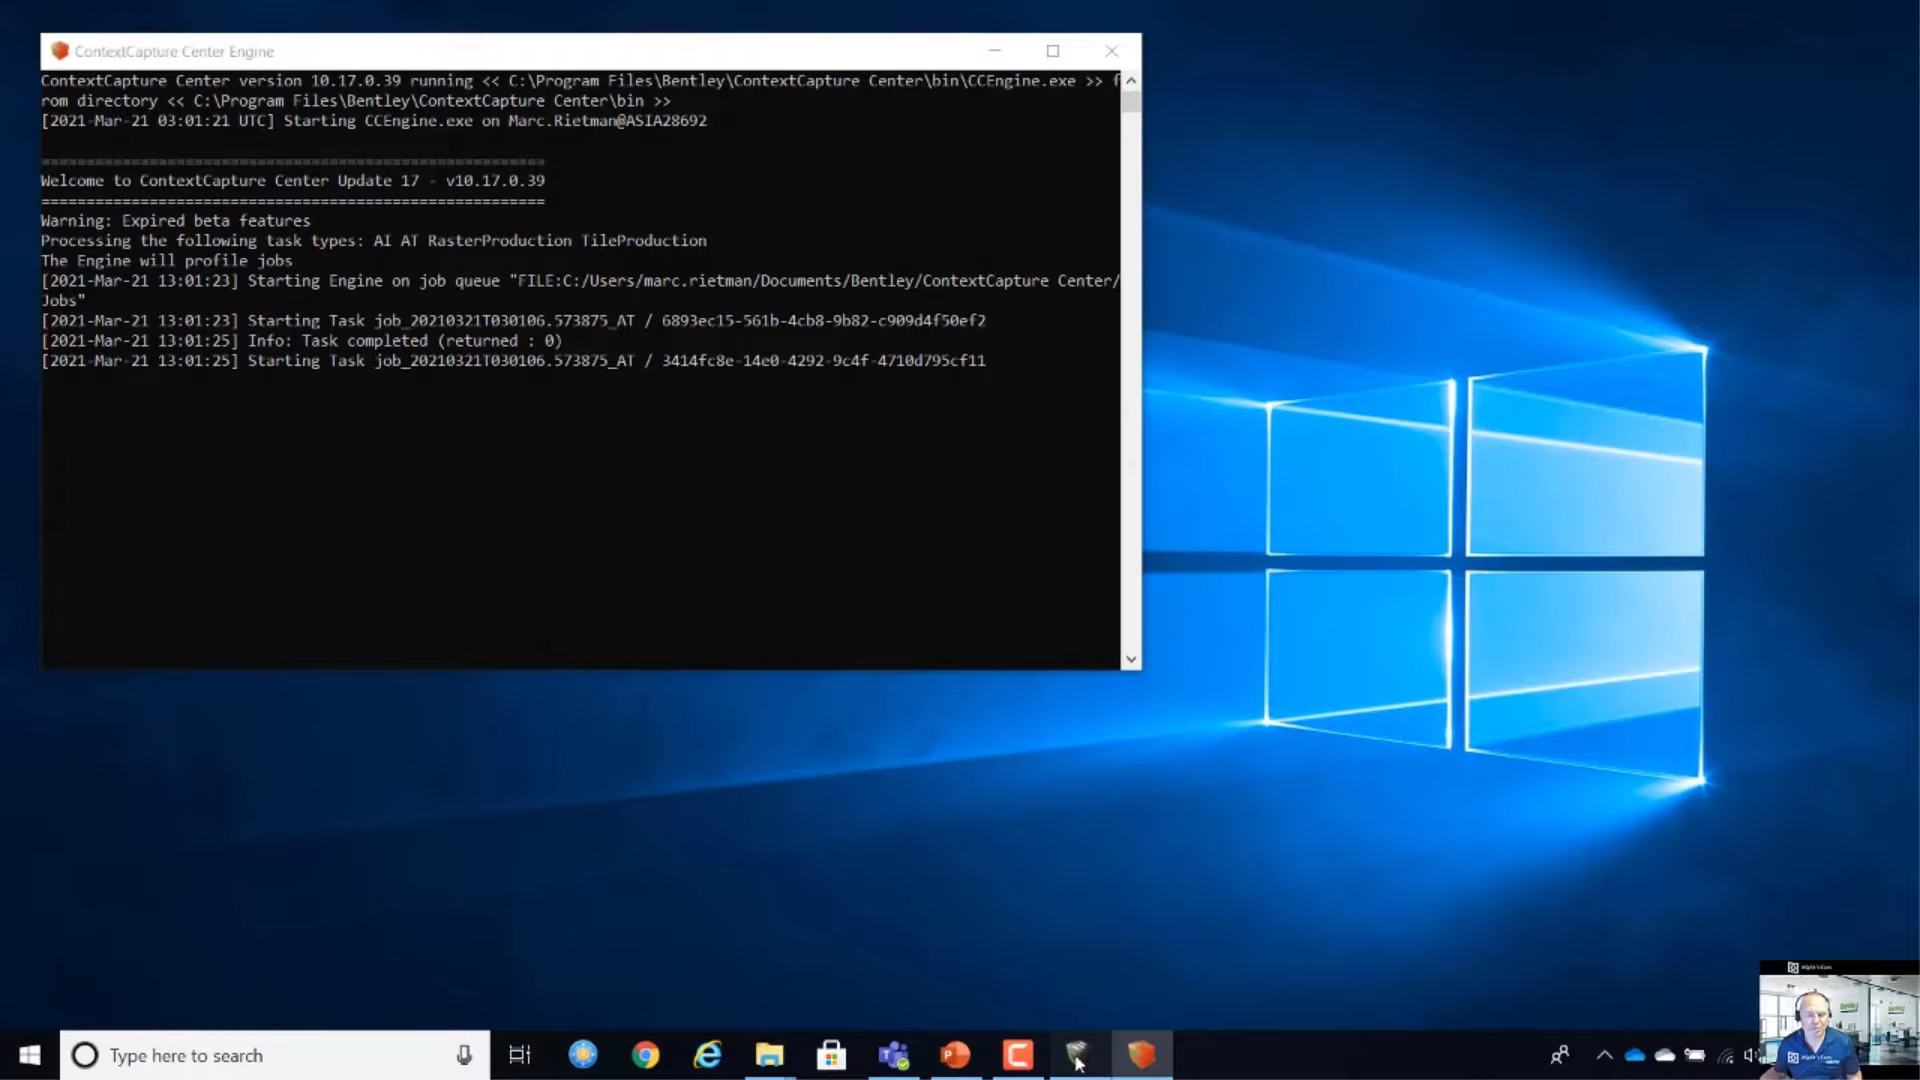 ContextCapture Center Engine
ContextCapture Center version 10.17.0.39 running << C:\Program Files\Bentley\ContextCapture Center\bin\CCEngine.exe >> f
rom directory << C:\Program Files\Bentley\ContextCapture Center\bin >>
[2021-Mar-21 03:01:21 UTC] Starting CCEngine.exe on Marc.Rietman@ASIA28692
========================================================
Welcome to ContextCapture Center Update 17 - v10.17.0.39
========================================================
Warning: Expired beta features
Processing the following task types: AI AT RasterProduction TileProduction
The Engine will profile jobs
[2021-Mar-21 13:01:23] Starting Engine on job queue "FILE:C:/Users/marc.rietman/Documents/Bentley/ContextCapture Center/
Jobs"
[2021-Mar-21 13:01:23] Starting Task job_20210321T030106.573875_AT / 6893ec15-561b-4cb8-9b82-c909d4f50ef2
[2021-Mar-21 13:01:25] Info: Task completed (returned : 0)
[2021-Mar-21 13:01:25] Starting Task job_20210321T030106.573875_AT / 3414fc8e-14e0-4292-9c4f-4710d795cf11
Type here to search